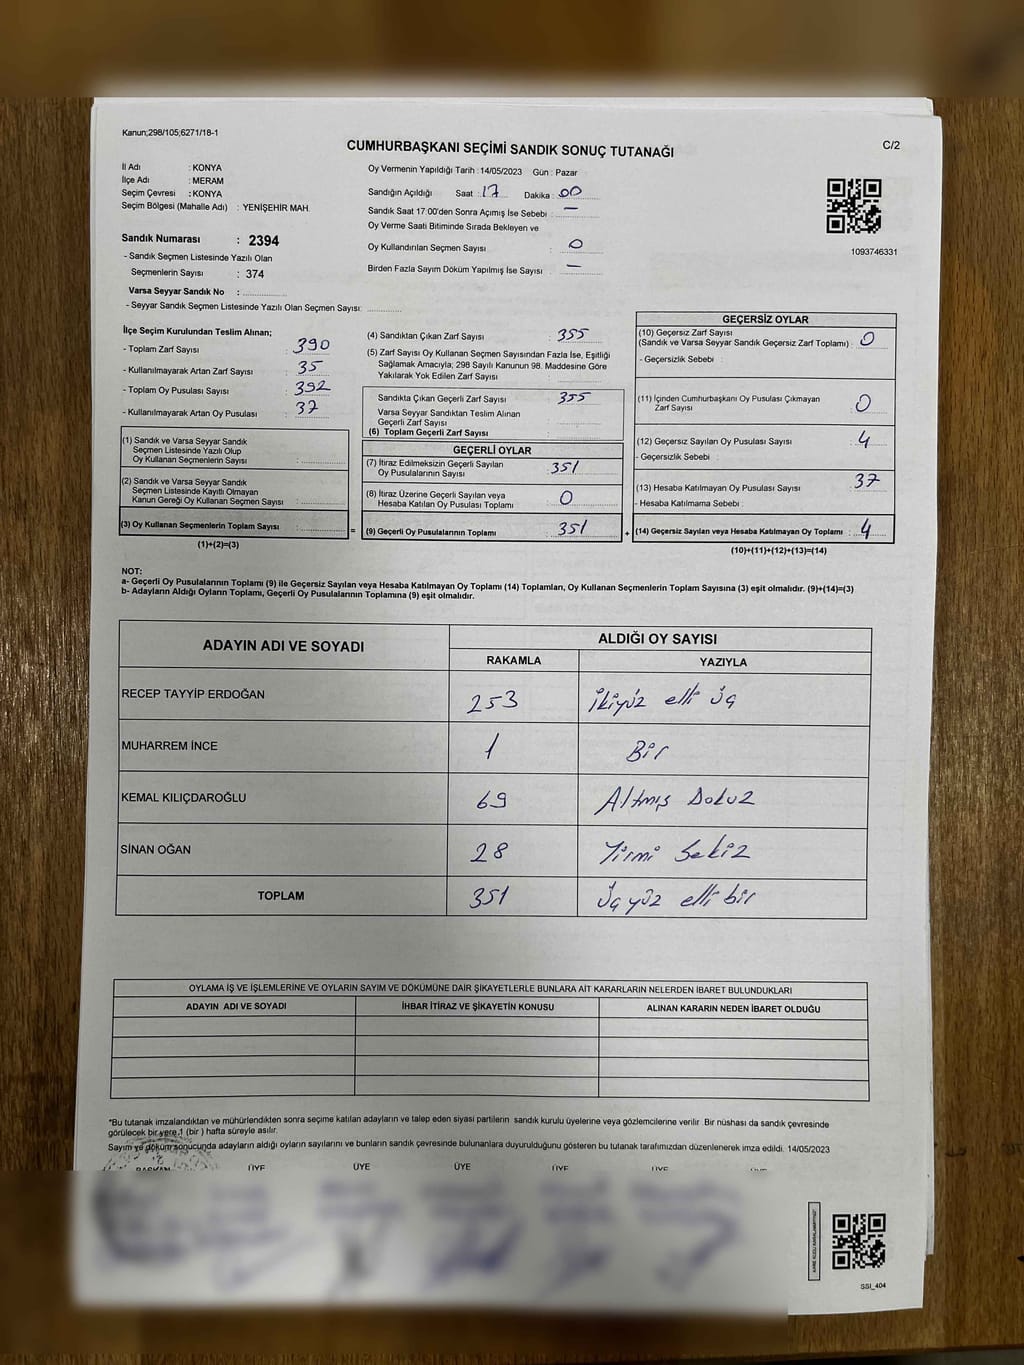 Kanun;298/105;6271/18-1
CUMHURBAŞKANI SEÇİMİ SANDIK SONUÇ TUTANAĞI
C/2
İl Adı : KONYA
İlçe Adı : MERAM
Seçim Çevresi : KONYA
Seçim Bölgesi (Mahalle Adı) : YENİŞEHİR MAH.
Oy Vermenin Yapıldığı Tarih :14/05/2023 Gün : Pazar
Sandığın Açıldığı Saat : 17 Dakika : 00
Sandık Saat 17:00'den Sonra Açımış İse Sebebi : —
Oy Verme Saati Bitiminde Sırada Bekleyen ve
Oy Kullandırılan Seçmen Sayısı : 0
Birden Fazla Sayım Döküm Yapılmış İse Sayısı : —
1093746331
Sandık Numarası : 2394
- Sandık Seçmen Listesinde Yazılı Olan
Seçmenlerin Sayısı : 374
Varsa Seyyar Sandık No :
- Seyyar Sandık Seçmen Listesinde Yazılı Olan Seçmen Sayısı:
İlçe Seçim Kurulundan Teslim Alınan;
- Toplam Zarf Sayısı : 390
- Kullanılmayarak Artan Zarf Sayısı : 35
- Toplam Oy Pusulası Sayısı : 392
- Kullanılmayarak Artan Oy Pusulası : 37
(1) Sandık ve Varsa Seyyar Sandık
Seçmen Listesinde Yazılı Olup
Oy Kullanan Seçmenlerin Sayısı :
(2) Sandık ve Varsa Seyyar Sandık
Seçmen Listesinde Kayıtlı Olmayan
Kanun Gereği Oy Kullanan Seçmen Sayısı :
(3) Oy Kullanan Seçmenlerin Toplam Sayısı :
(1)+(2)=(3)
(4) Sandıktan Çıkan Zarf Sayısı : 355
(5) Zarf Sayısı Oy Kullanan Seçmen Sayısından Fazla İse, Eşitliği
Sağlamak Amacıyla; 298 Sayılı Kanunun 98. Maddesine Göre
Yakılarak Yok Edilen Zarf Sayısı :
Sandıkta Çıkan Geçerli Zarf Sayısı : 355
Varsa Seyyar Sandıktan Teslim Alınan
Geçerli Zarf Sayısı :
(6) Toplam Geçerli Zarf Sayısı :
GEÇERLİ OYLAR
(7) İtiraz Edilmeksizin Geçerli Sayılan
Oy Pusulalarının Sayısı : 351
(8) İtiraz Üzerine Geçerli Sayılan veya
Hesaba Katılan Oy Pusulası Toplamı : 0
= (9) Geçerli Oy Pusulalarının Toplamı : 351
GEÇERSİZ OYLAR
(10) Geçersiz Zarf Sayısı
(Sandık ve Varsa Seyyar Sandık Geçersiz Zarf Toplamı) : 0
- Geçersizlik Sebebi :
(11) İçinden Cumhurbaşkanı Oy Pusulası Çıkmayan
Zarf Sayısı : 0
(12) Geçersiz Sayılan Oy Pusulası Sayısı : 4
- Geçersizlik Sebebi :
(13) Hesaba Katılmayan Oy Pusulası Sayısı : 37
- Hesaba Katılmama Sebebi :
+ (14) Geçersiz Sayılan veya Hesaba Katılmayan Oy Toplamı : 4
(10)+(11)+(12)+(13)=(14)
NOT:
a- Geçerli Oy Pusulalarının Toplamı (9) ile Geçersiz Sayılan veya Hesaba Katılmayan Oy Toplamı (14) Toplamları, Oy Kullanan Seçmenlerin Toplam Sayısına (3) eşit olmalıdır. (9)+(14)=(3)
b- Adayların Aldığı Oyların Toplamı, Geçerli Oy Pusulalarının Toplamına (9) eşit olmalıdır.
ADAYIN ADI VE SOYADI ALDIĞI OY SAYISI
RAKAMLA YAZIYLA
RECEP TAYYİP ERDOĞAN 253 İkiyüz elli üç
MUHARREM İNCE 1 Bir
KEMAL KILIÇDAROĞLU 69 Altmış Dokuz
SİNAN OĞAN 28 Yirmi Sekiz
TOPLAM 351 Üç yüz elli bir
OYLAMA İŞ VE İŞLEMLERİNE VE OYLARIN SAYIM VE DÖKÜMÜNE DAİR ŞİKAYETLERLE BUNLARA AİT KARARLARIN NELERDEN İBARET BULUNDUKLARI
ADAYIN ADI VE SOYADI İHBAR İTİRAZ VE ŞİKAYETİN KONUSU ALINAN KARARIN NEDEN İBARET OLDUĞU
*Bu tutanak imzalandıktan ve mühürlendikten sonra seçime katılan adayların ve talep eden siyasi partilerin sandık kurulu üyelerine veya gözlemcilerine verilir .Bir nüshası da sandık çevresinde
görülecek bir yere,1 (bir ) hafta süreyle asılır.
Sayım ve döküm sonucunda adayların aldığı oyların sayılarını ve bunların sandık çevresinde bulunanlara duyurulduğunu gösteren bu tutanak tarafımızdan düzenlenerek imza edildi. 14/05/2023
BAŞKAN ÜYE ÜYE ÜYE ÜYE ÜYE
SSI_404